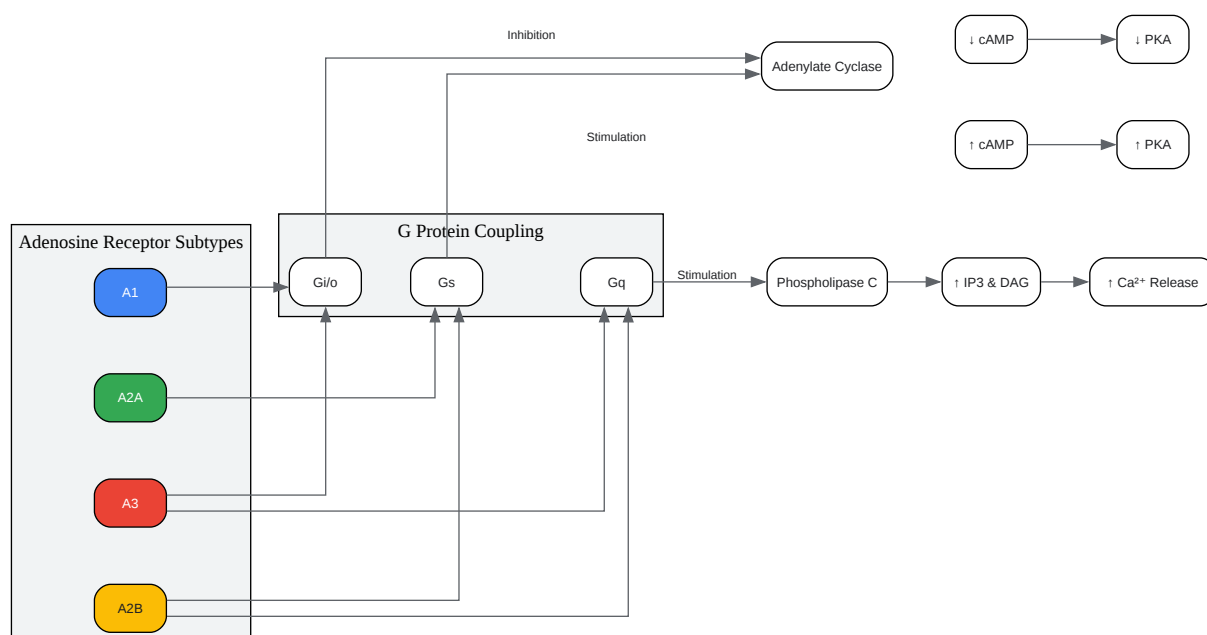 Inhibition
Adenylate Cyclase
↓ cAMP
↓ PKA
Stimulation
↑ cAMP
↑ PKA
Adenosine Receptor Subtypes
G Protein Coupling
A1
Gi/o
Gs
Gq
Stimulation
Phospholipase C
↑ IP3 & DAG
↑ Ca²⁺ Release
A2A
A3
A2B